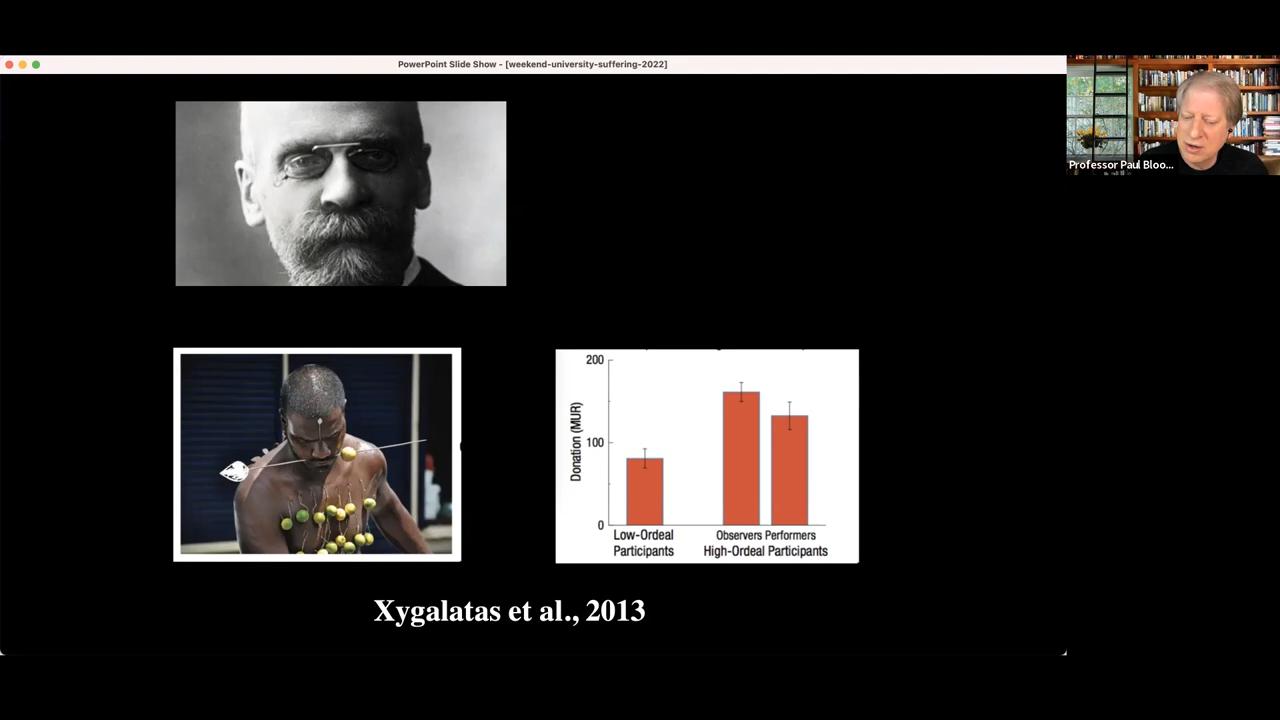 PowerPoint Slide Show - [weekend-university-suffering-2022]
Professor Paul Bloo...
200
100
0
Donation (MUR)
Low-Ordeal
Participants
Observers Performers
High-Ordeal Participants
Xygalatas et al., 2013